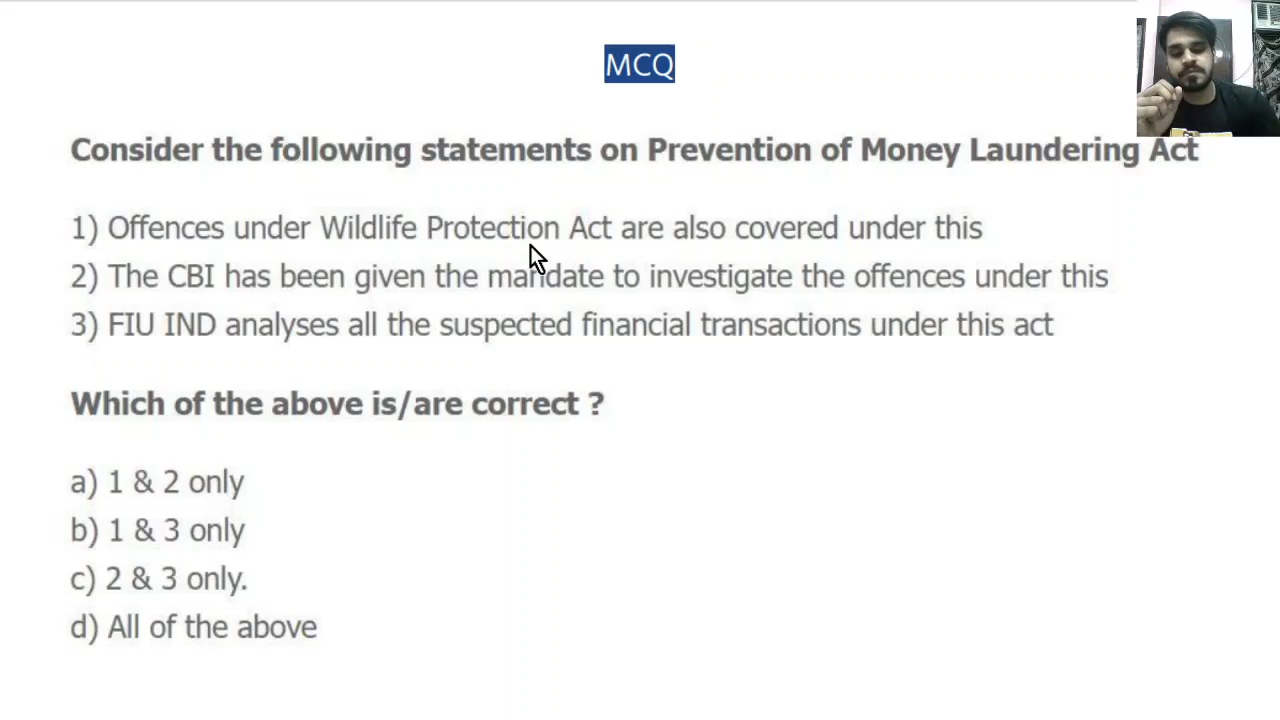 MCQ
Consider the following statements on Prevention of Money Laundering Act
1) Offences under Wildlife Protection Act are also covered under this
2) The CBI has been given the mandate to investigate the offences under this
3) FIU IND analyses all the suspected financial transactions under this act
Which of the above is/are correct ?
a) 1 & 2 only
b) 1 & 3 only
c) 2 & 3 only.
d) All of the above